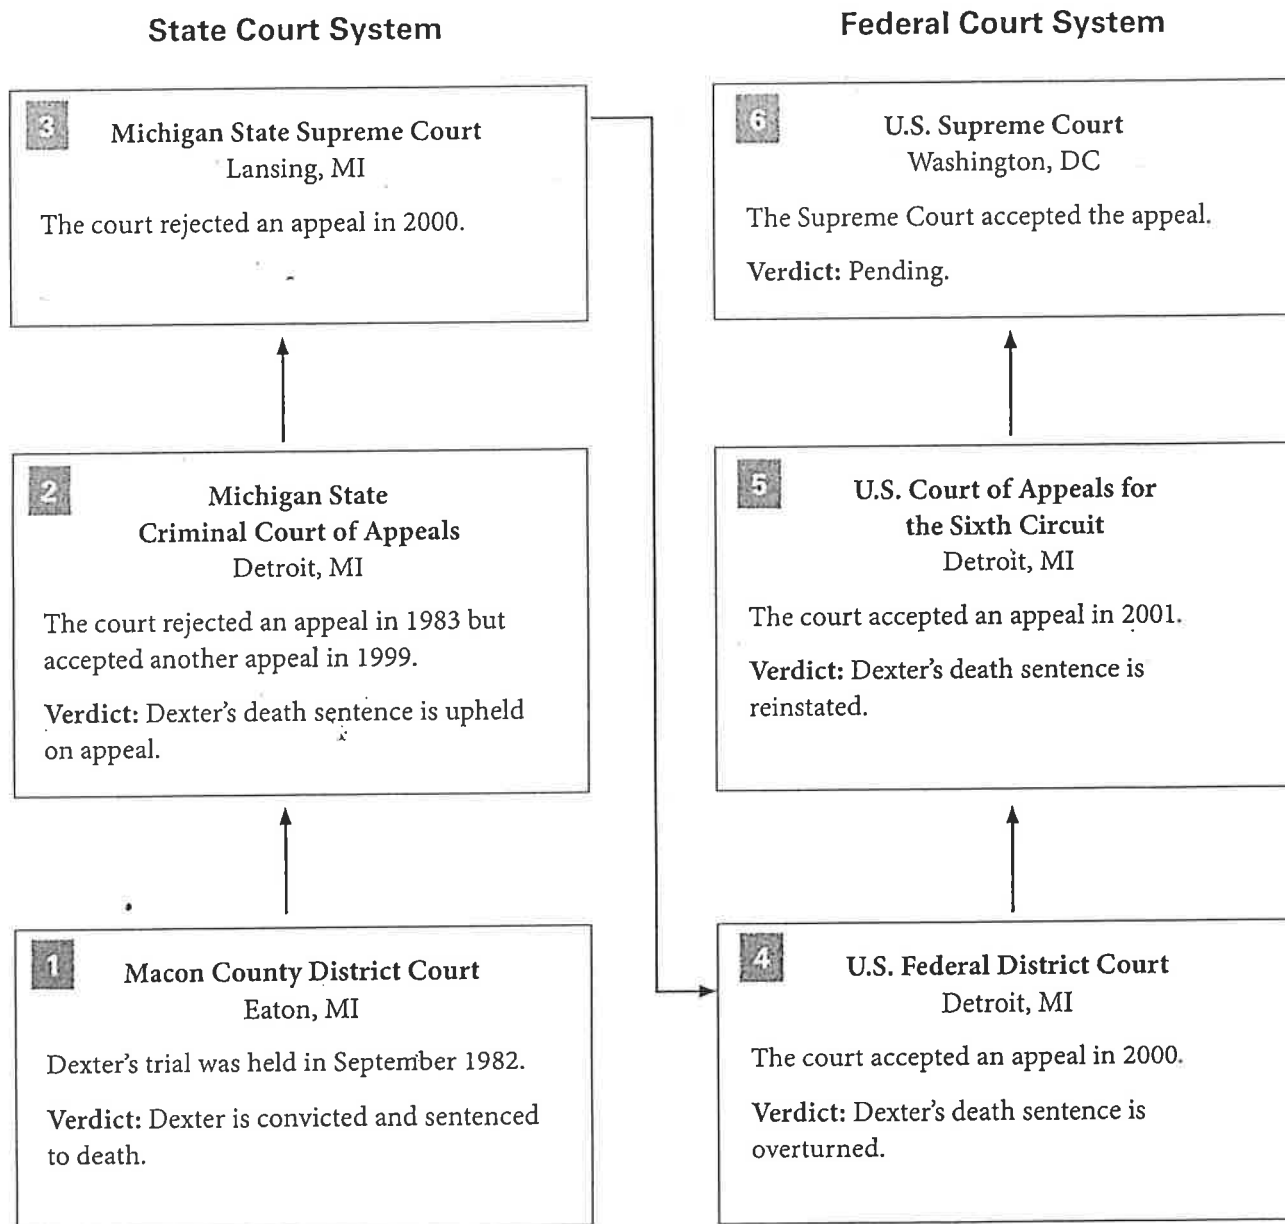 State Court System
Federal Court System
3
Michigan State Supreme Court
Lansing, MI
The court rejected an appeal in 2000.
6
U.S. Supreme Court
Washington, DC
The Supreme Court accepted the appeal.
Verdict: Pending.
2
Michigan State
Criminal Court of Appeals
Detroit, MI
The court rejected an appeal in 1983 but
accepted another appeal in 1999.
Verdict: Dexter's death sentence is upheld
on appeal.
5
U.S. Court of Appeals for
the Sixth Circuit
Detroit, MI
The court accepted an appeal in 2001.
Verdict: Dexter's death sentence is
reinstated.
1
Macon County District Court
Eaton, MI
Dexter's trial was held in September 1982.
Verdict: Dexter is convicted and sentenced
to death.
4
U.S. Federal District Court
Detroit, MI
The court accepted an appeal in 2000.
Verdict: Dexter's death sentence is
overturned.